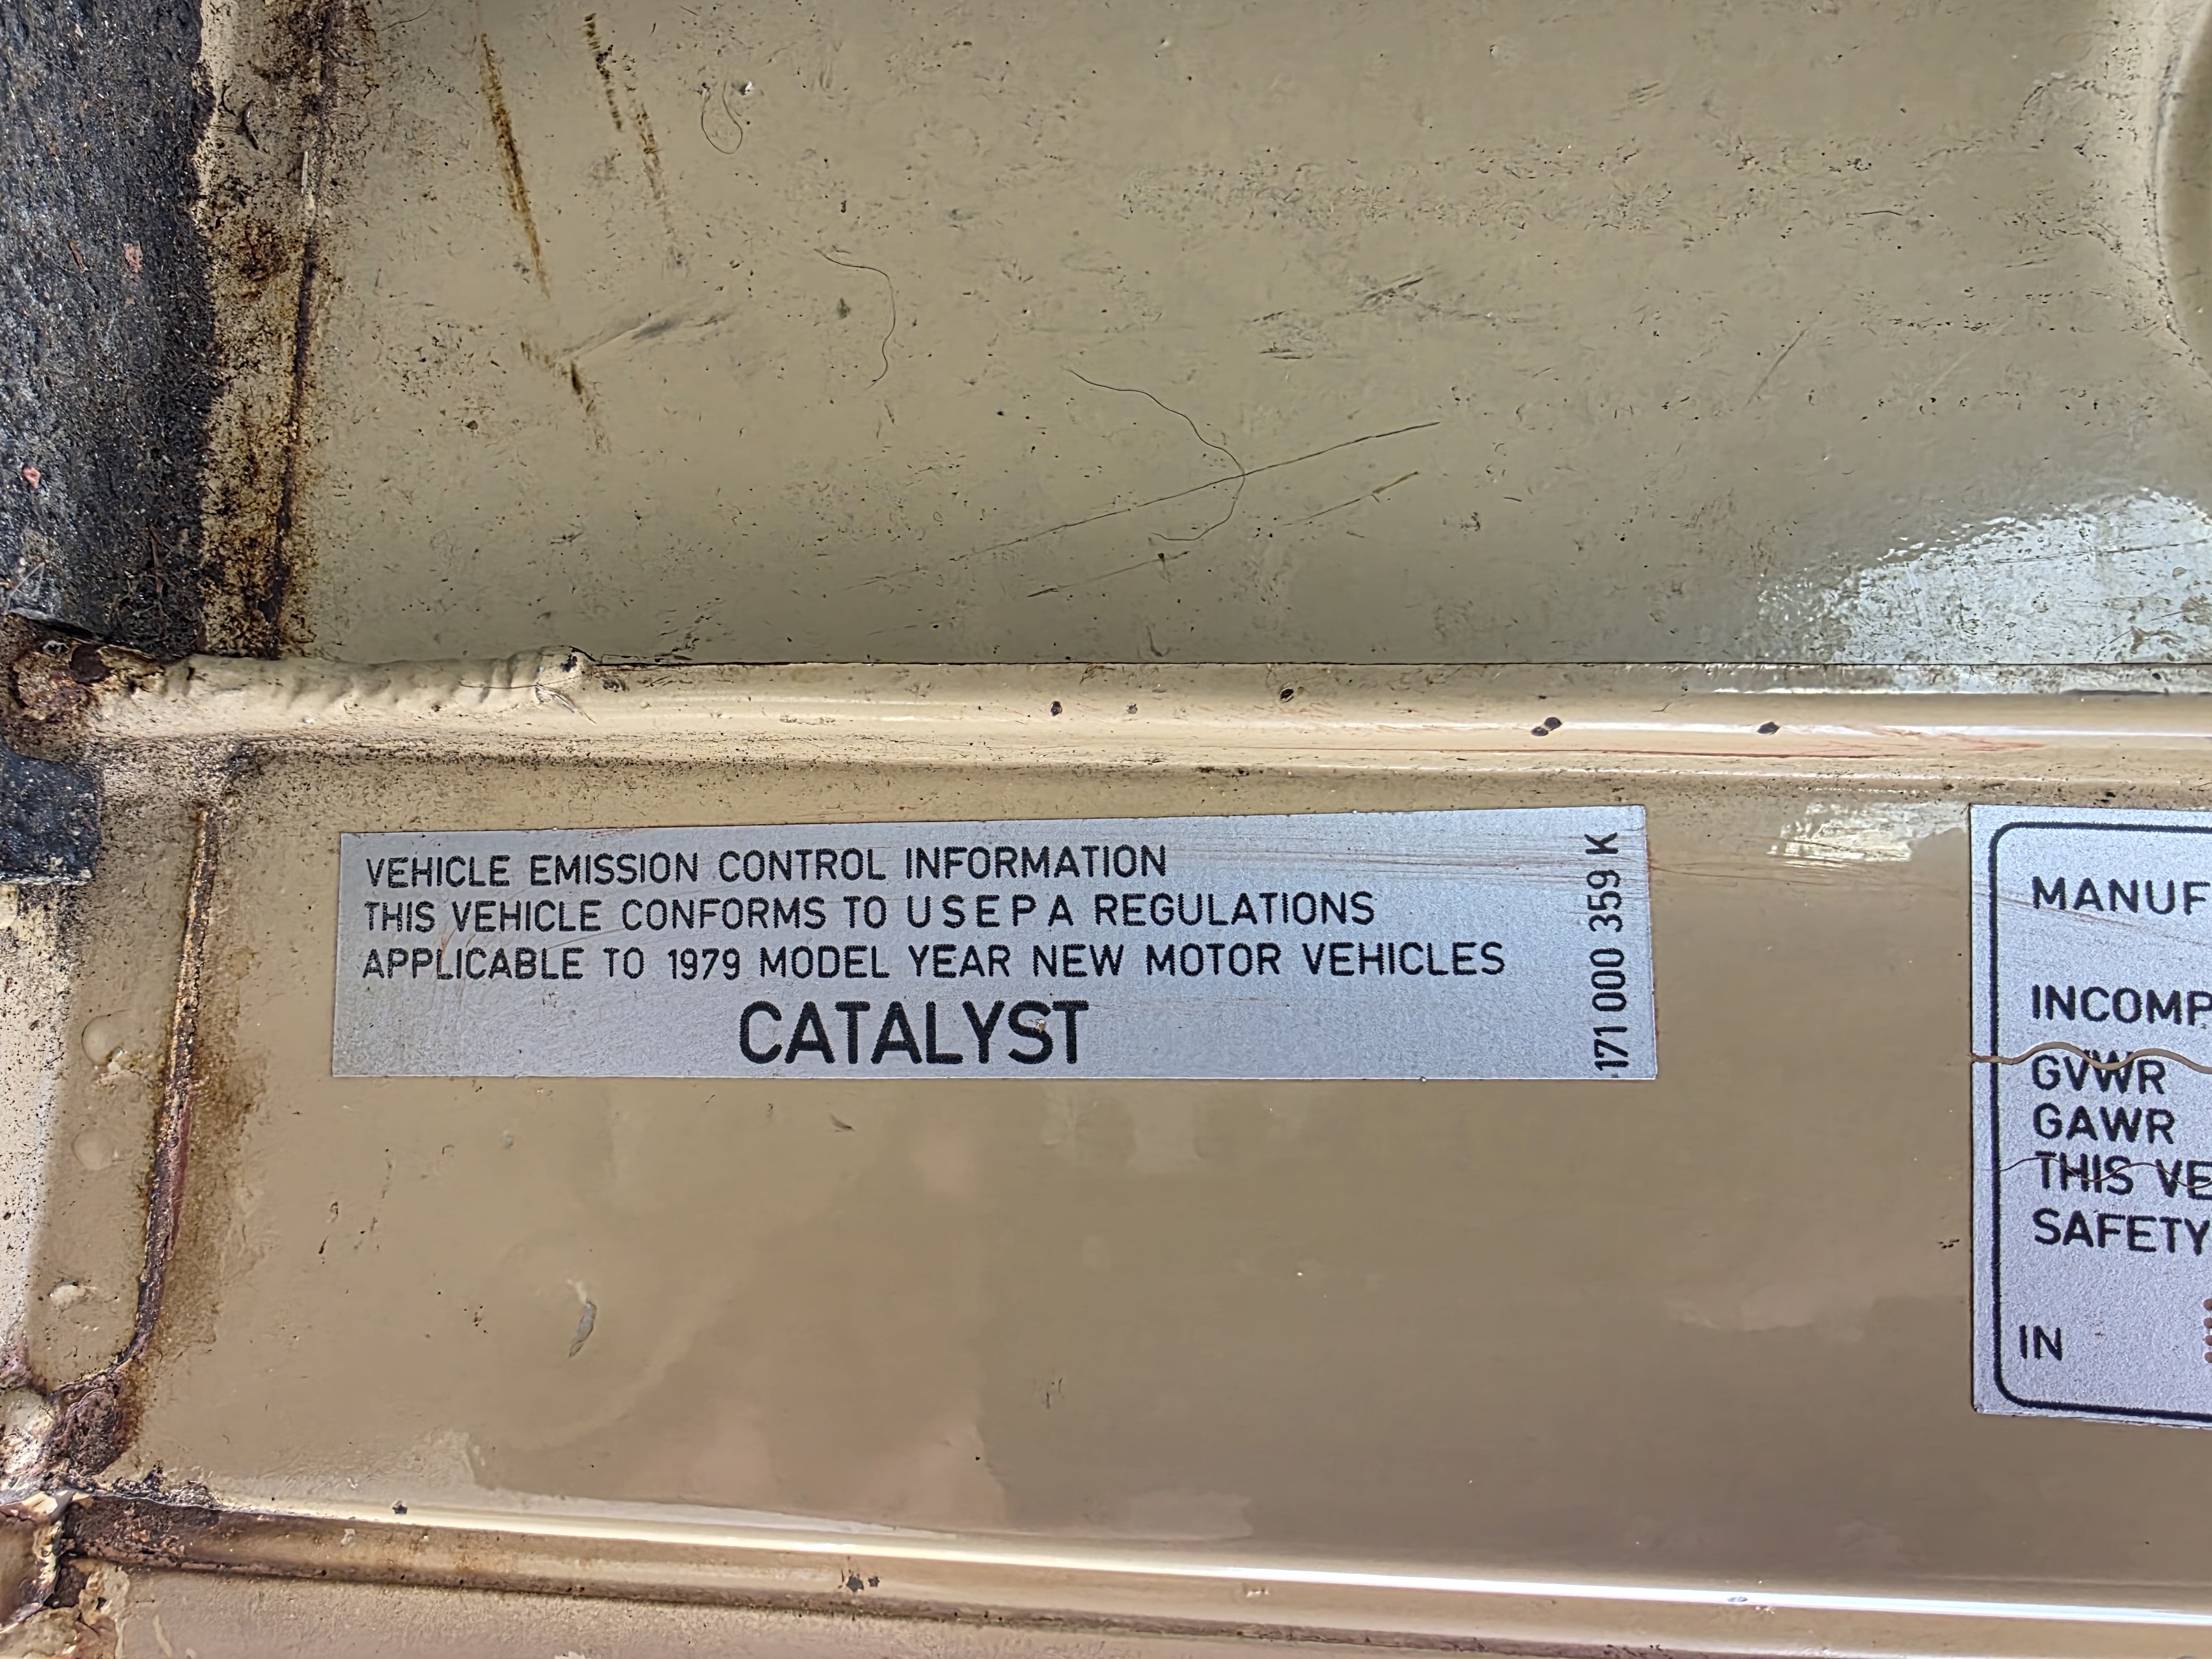 VEHICLE EMISSION CONTROL INFORMATION
THIS VEHICLE CONFORMS TO U S E P A REGULATIONS
APPLICABLE TO 1979 MODEL YEAR NEW MOTOR VEHICLES
CATALYST
171 000 359 K
MANUF
INCOMP
GVWR
GAWR
THIS VE
SAFETY
IN